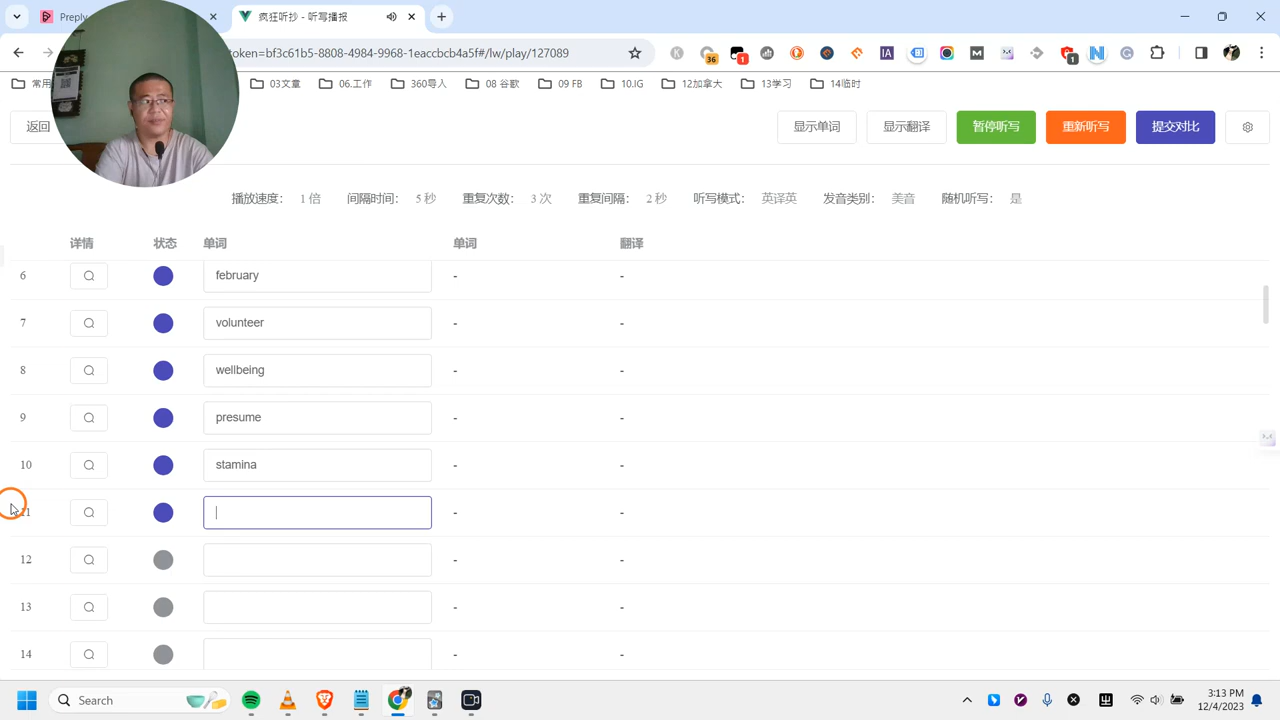 Preply
疯狂听抄 - 听写播报
token=bf3c61b5-8808-4984-9968-1eaccbcb4a5f#/lw/play/127089
36
1
1
常用
03文章
06.工作
360导入
08 谷歌
09 FB
10.IG
12加拿大
13学习
14临时
返回
显示单词
显示翻译
暂停听写
重新听写
提交对比
播放速度： 1 倍 间隔时间： 5 秒 重复次数： 3 次 重复间隔： 2 秒 听写模式： 英译英 发音类别： 美音 随机听写： 是
详情 状态 单词 单词 翻译
6 february - -
7 volunteer - -
8 wellbeing - -
9 presume - -
10 stamina - -
11 - -
12 - -
13 - -
14 - -
Search
3:13 PM
12/4/2023